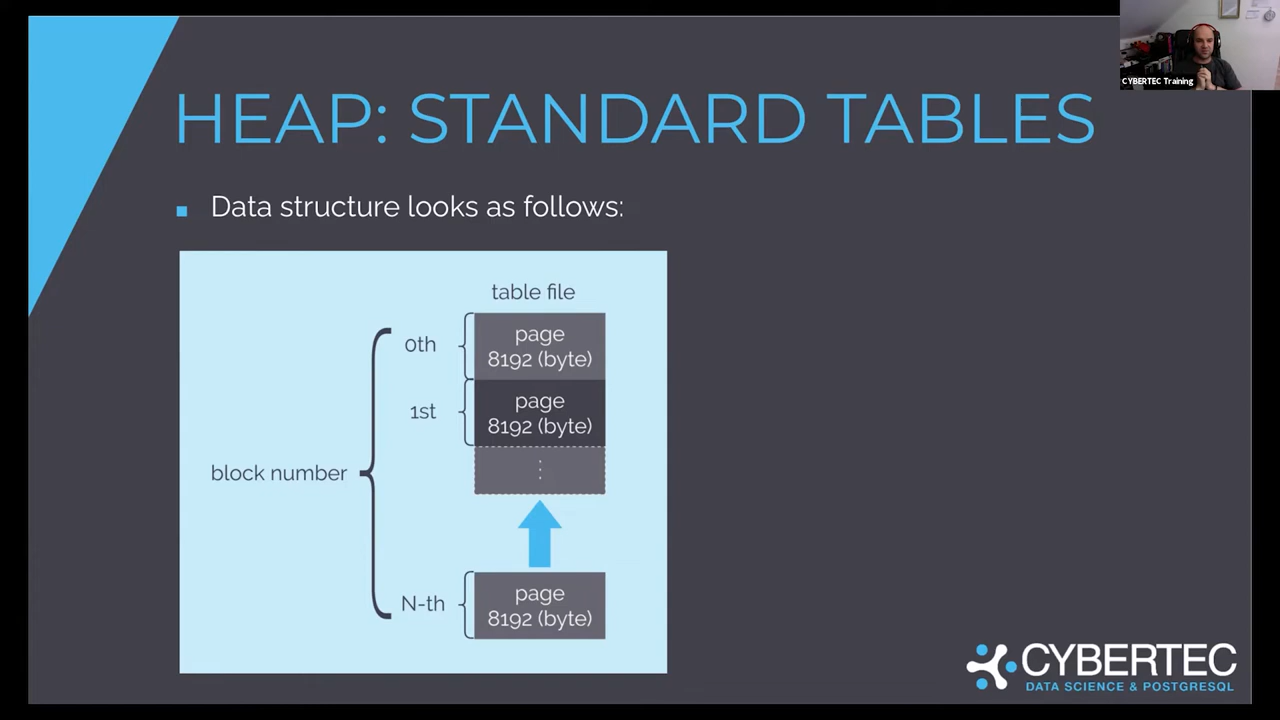 CYBERTEC Training
HEAP: STANDARD TABLES
Data structure looks as follows:
table file
0th
page
8192 (byte)
1st
page
8192 (byte)
block number
N-th
page
8192 (byte)
CYBERTEC
DATA SCIENCE & POSTGRESQL